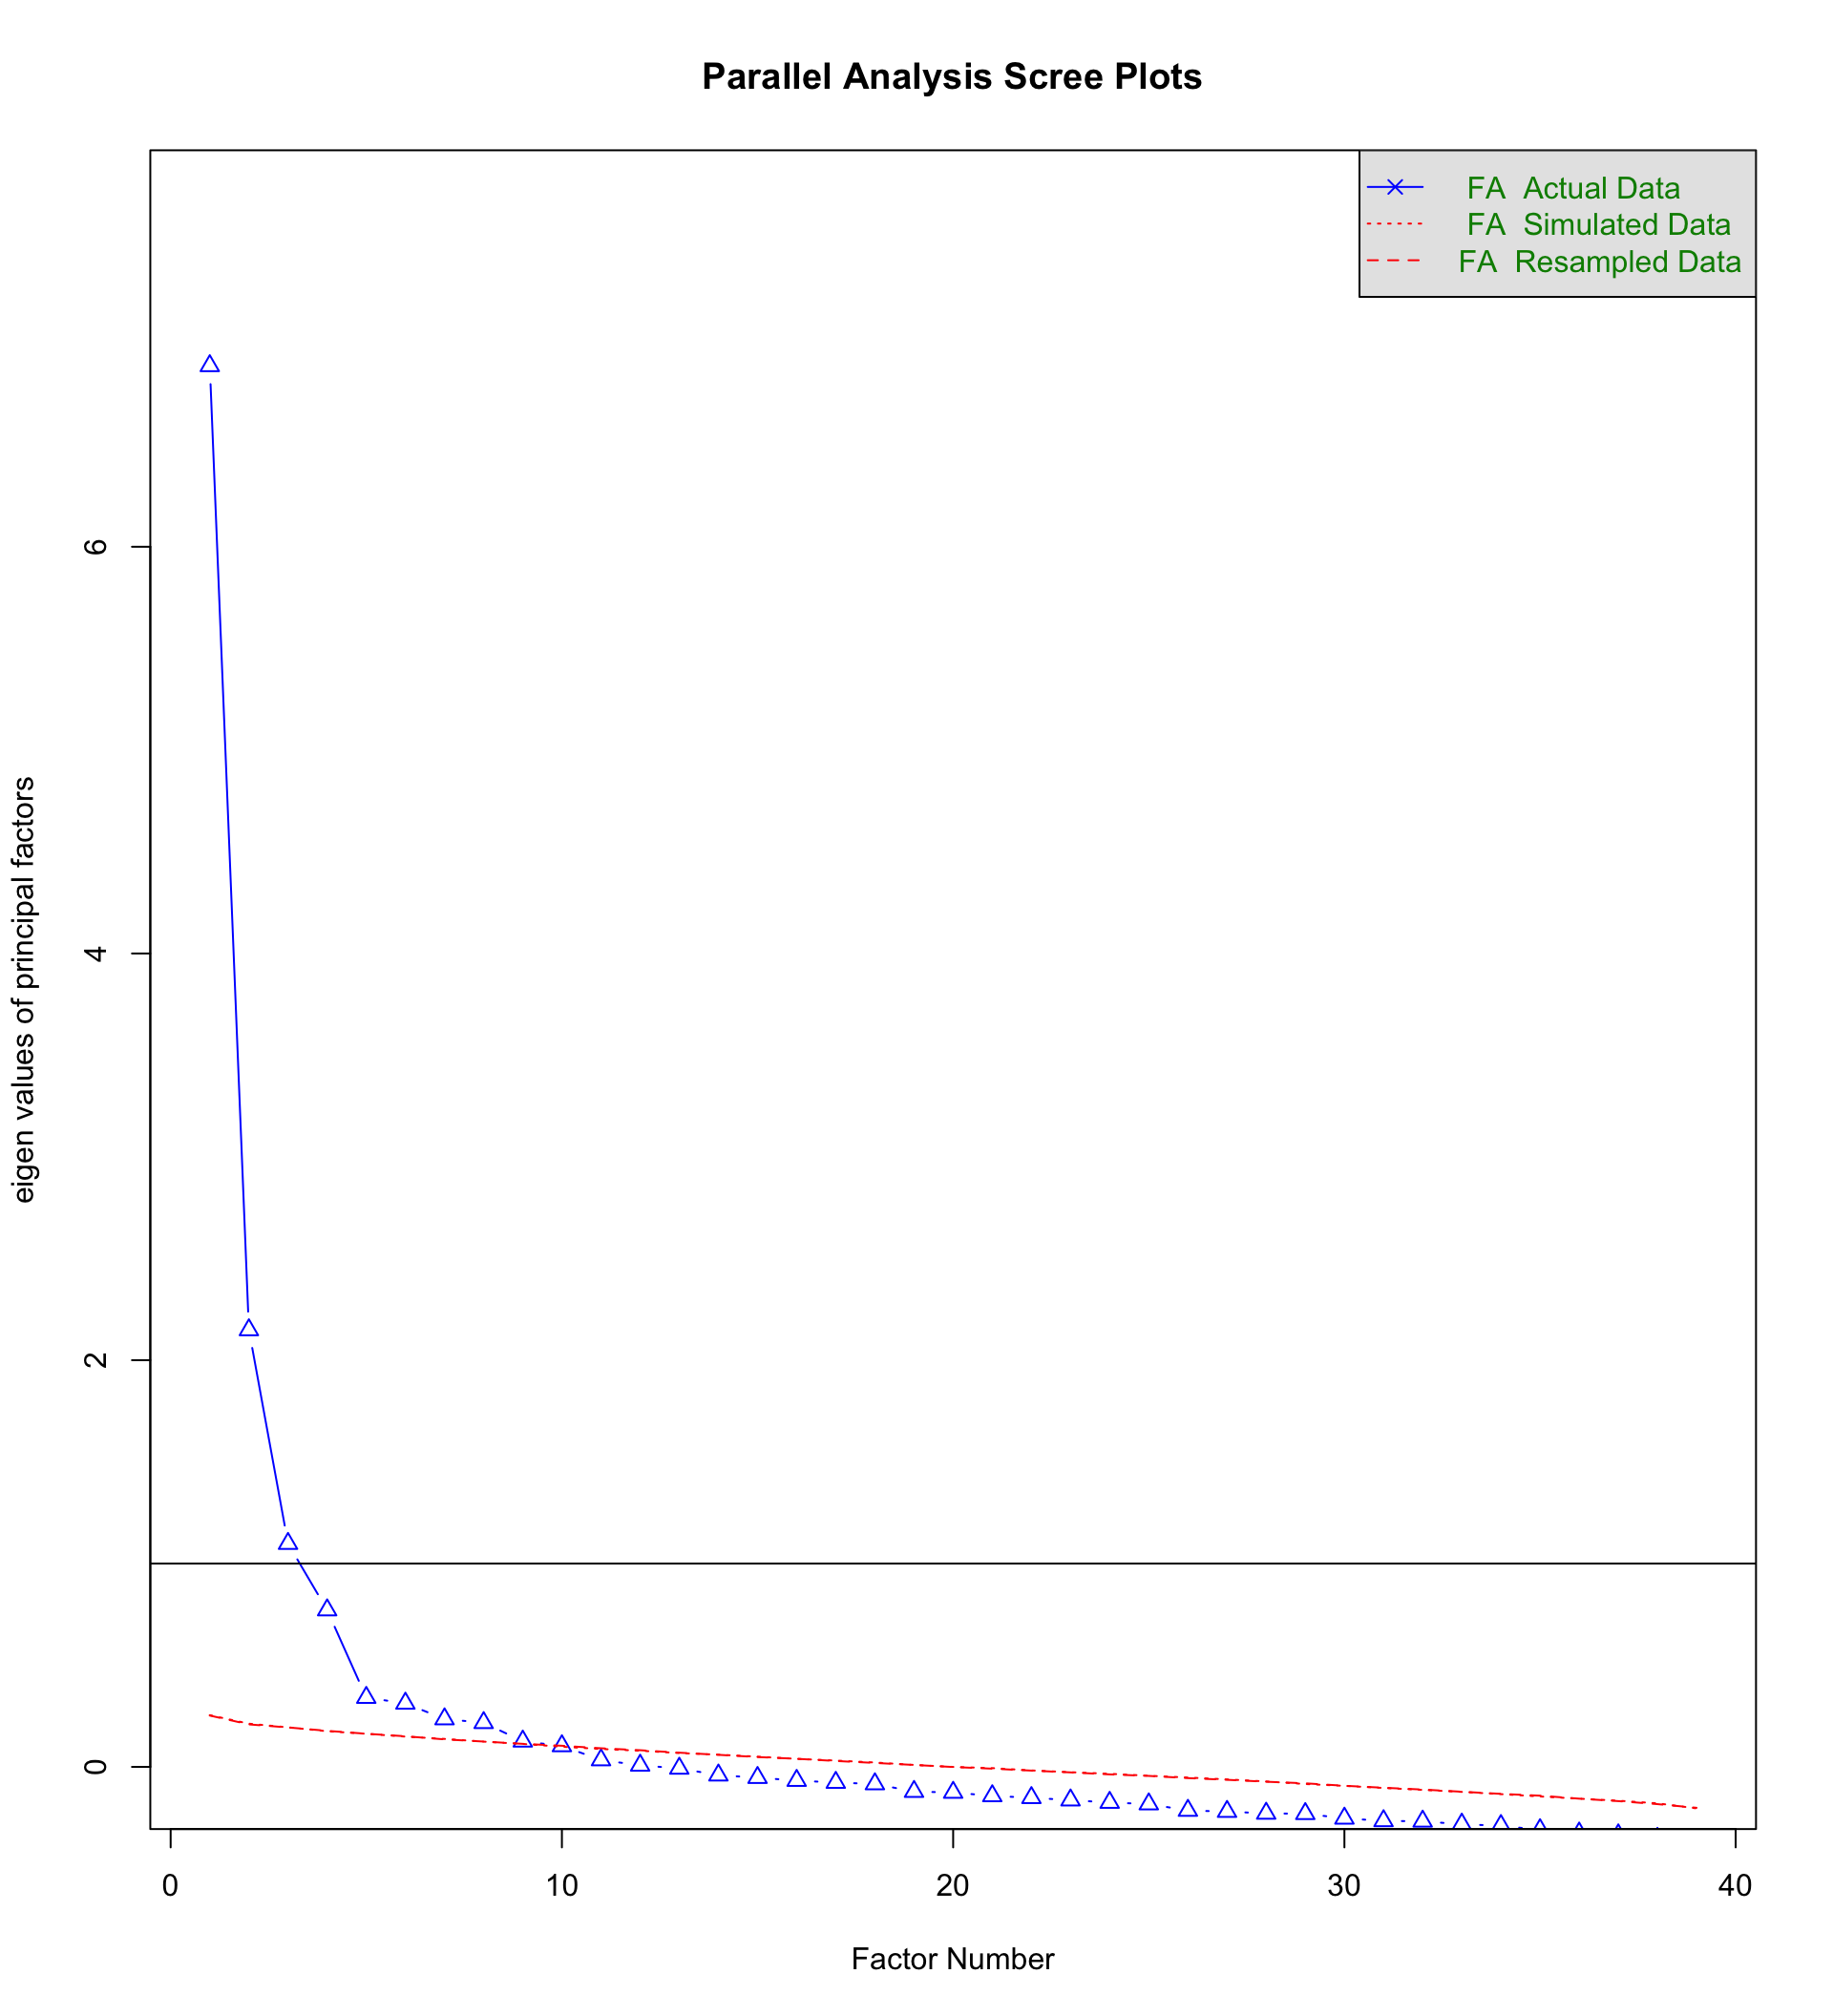 Parallel Analysis Scree Plots
FA  Actual Data
FA  Simulated Data
FA  Resampled Data
eigen values of principal factors
6
4
2
0
0 10 20 30 40
Factor Number